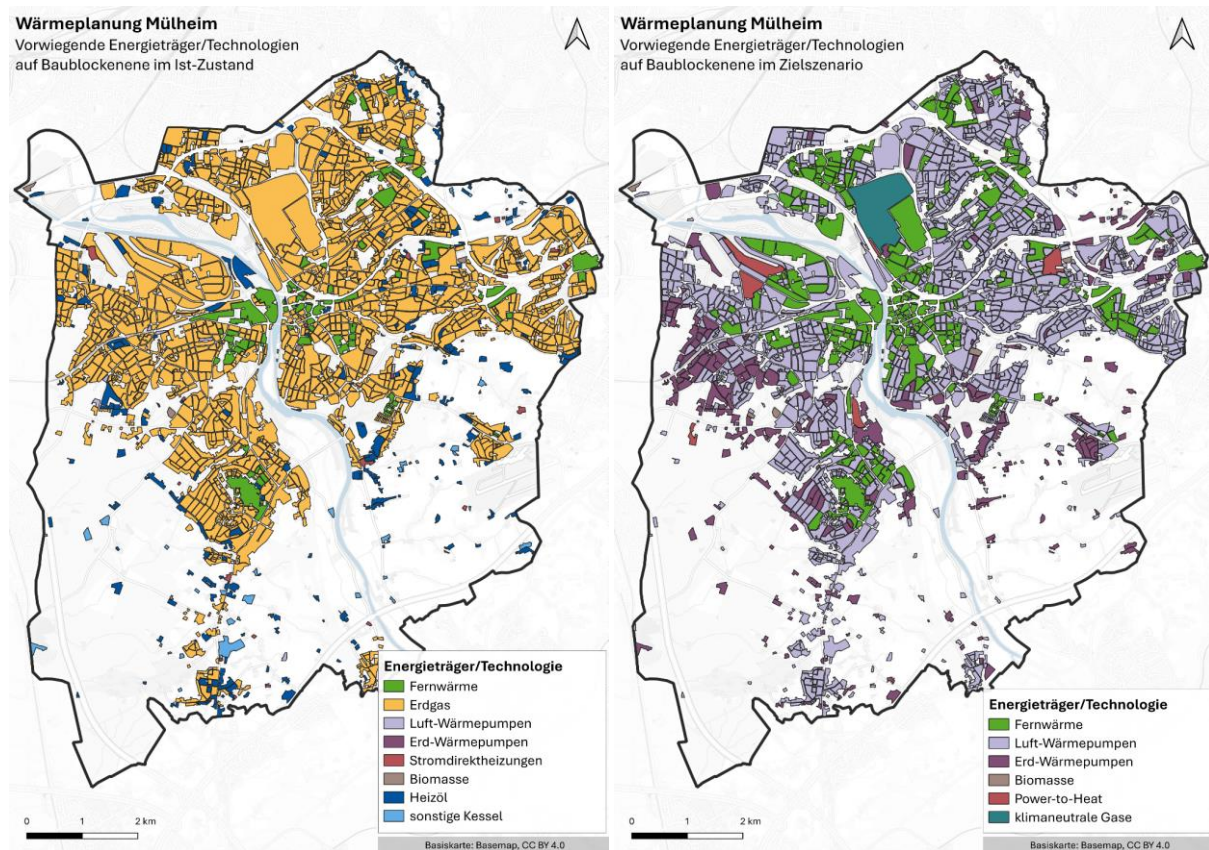 Wärmeplanung Mülheim
Vorwiegende Energieträger/Technologien
auf Baublockenene im Ist-Zustand
Energieträger/Technologie
Fernwärme
Erdgas
Luft-Wärmepumpen
Erd-Wärmepumpen
Stromdirektheizungen
Biomasse
Heizöl
sonstige Kessel
0 1 2 km
Basiskarte: Basemap, CC BY 4.0
Wärmeplanung Mülheim
Vorwiegende Energieträger/Technologien
auf Baublockenene im Zielszenario
Energieträger/Technologie
Fernwärme
Luft-Wärmepumpen
Erd-Wärmepumpen
Biomasse
Power-to-Heat
klimaneutrale Gase
0 1 2 km
Basiskarte: Basemap, CC BY 4.0